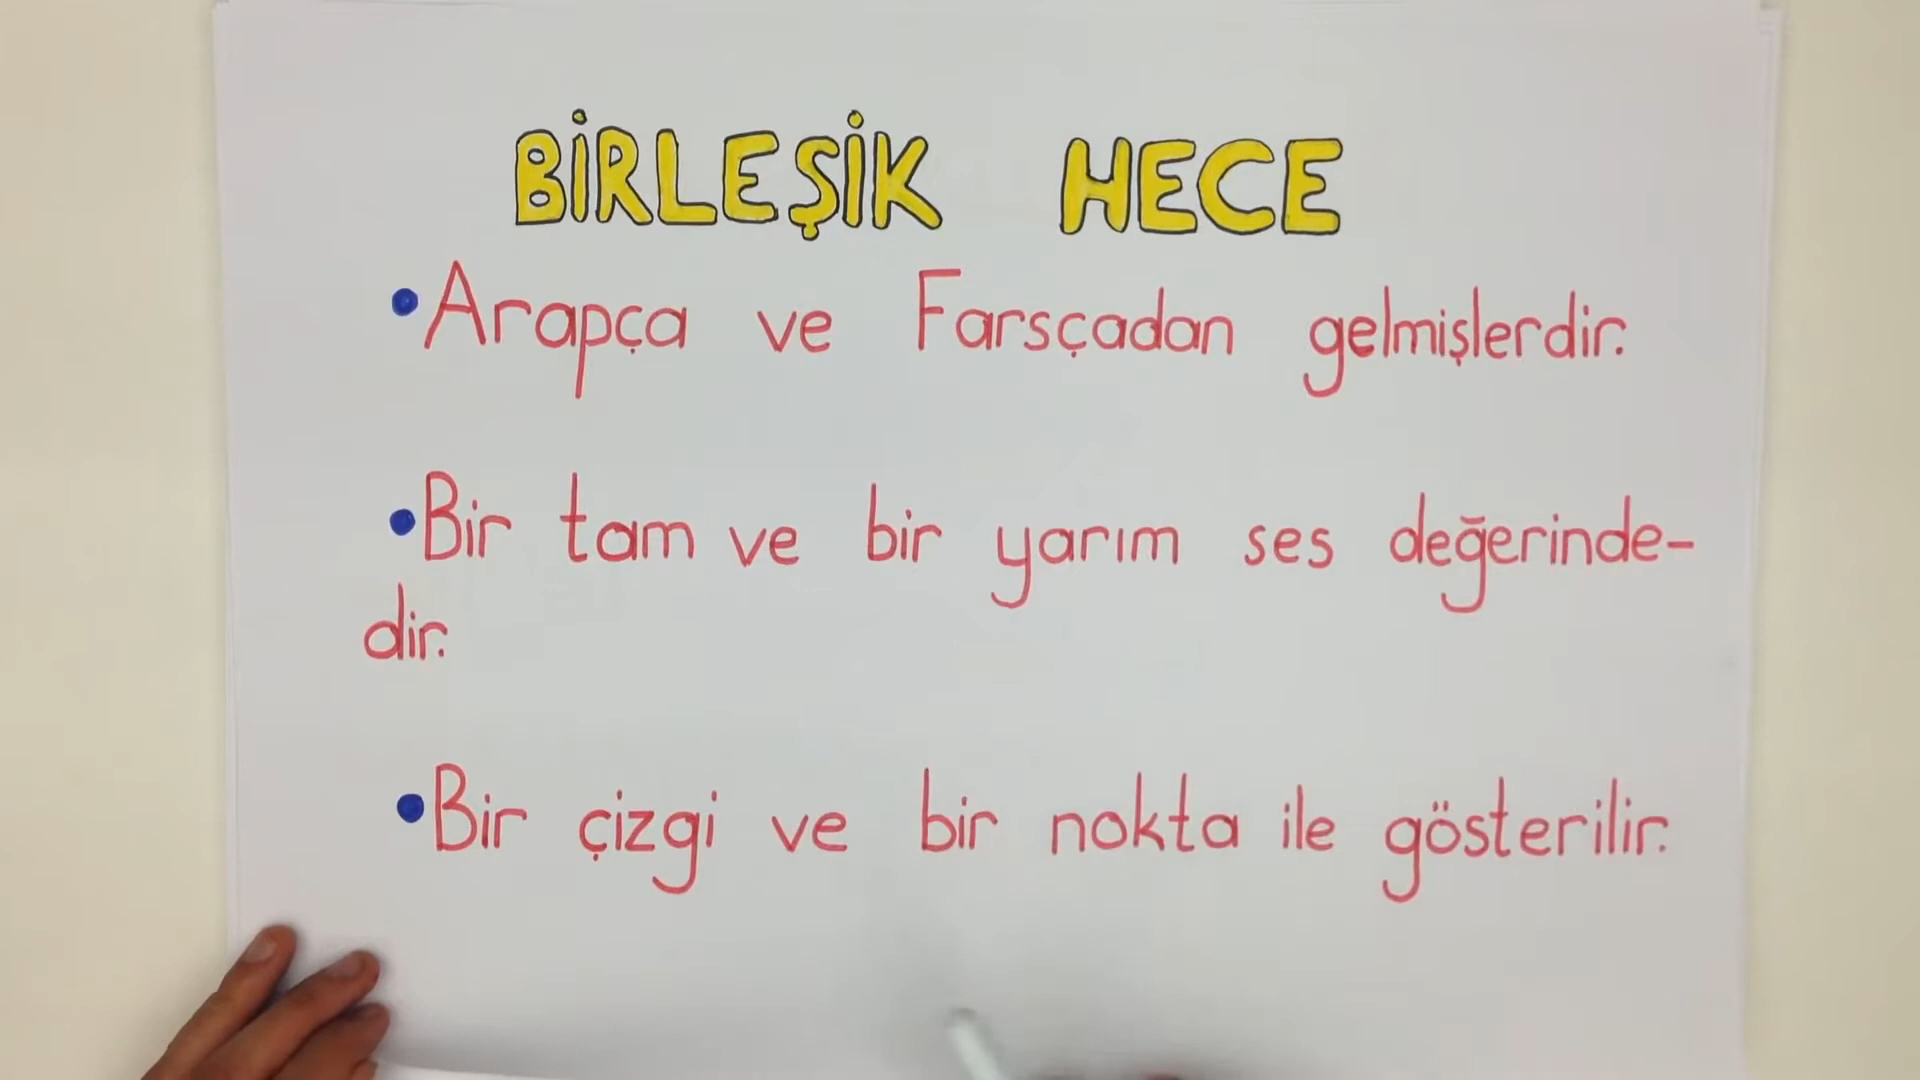 BİRLEŞİK HECE
•Arapça ve Farsçadan gelmişlerdir.
•Bir tam ve bir yarım ses değerinde-
dir.
•Bir çizgi ve bir nokta ile gösterilir.